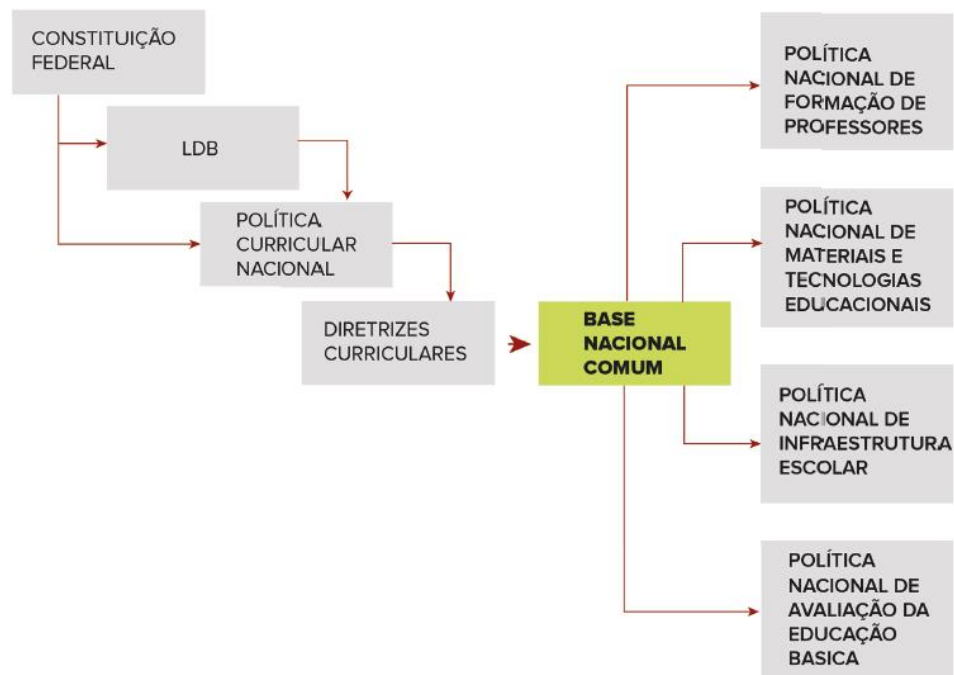 CONSTITUIÇÃO
FEDERAL
LDB
POLÍTICA
CURRICULAR
NACIONAL
DIRETRIZES
CURRICULARES
BASE
NACIONAL
COMUM
POLÍTICA
NACIONAL DE
FORMAÇÃO DE
PROFESSORES
POLÍTICA
NACIONAL DE
MATERIAIS E
TECNOLOGIAS
EDUCACIONAIS
POLÍTICA
NACIONAL DE
INFRAESTRUTURA
ESCOLAR
POLÍTICA
NACIONAL DE
AVALIAÇÃO DA
EDUCAÇÃO
BASICA